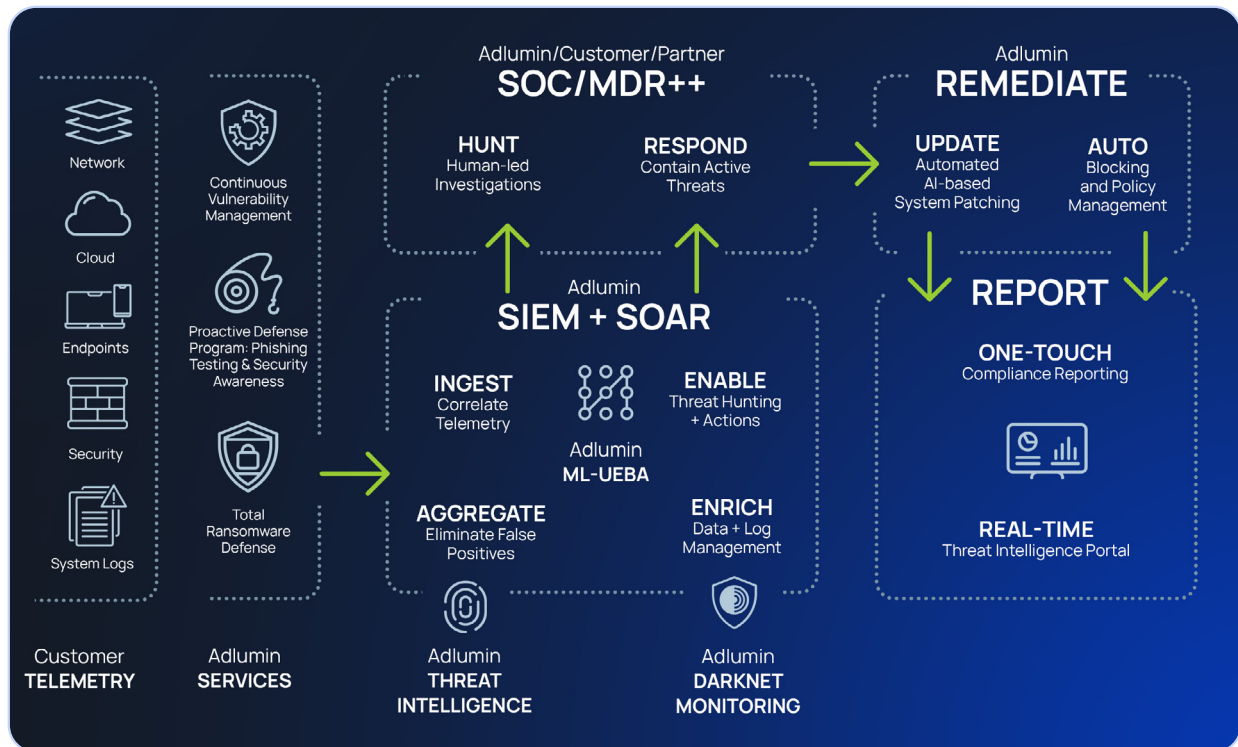 Network
Cloud
Endpoints
Security
System Logs
Customer
TELEMETRY
Continuous
Vulnerability
Management
Proactive Defense
Program: Phishing
Testing & Security
Awareness
Total
Ransomware
Defense
Adlumin
SERVICES
Adlumin/Customer/Partner
SOC/MDR++
HUNT
Human-led
Investigations
RESPOND
Contain Active
Threats
Adlumin
SIEM + SOAR
INGEST
Correlate
Telemetry
Adlumin
ML-UEBA
ENABLE
Threat Hunting
+ Actions
AGGREGATE
Eliminate False
Positives
ENRICH
Data + Log
Management
Adlumin
THREAT
INTELLIGENCE
Adlumin
DARKNET
MONITORING
Adlumin
REMEDIATE
UPDATE
Automated
AI-based
System Patching
AUTO
Blocking
and Policy
Management
REPORT
ONE-TOUCH
Compliance Reporting
REAL-TIME
Threat Intelligence Portal